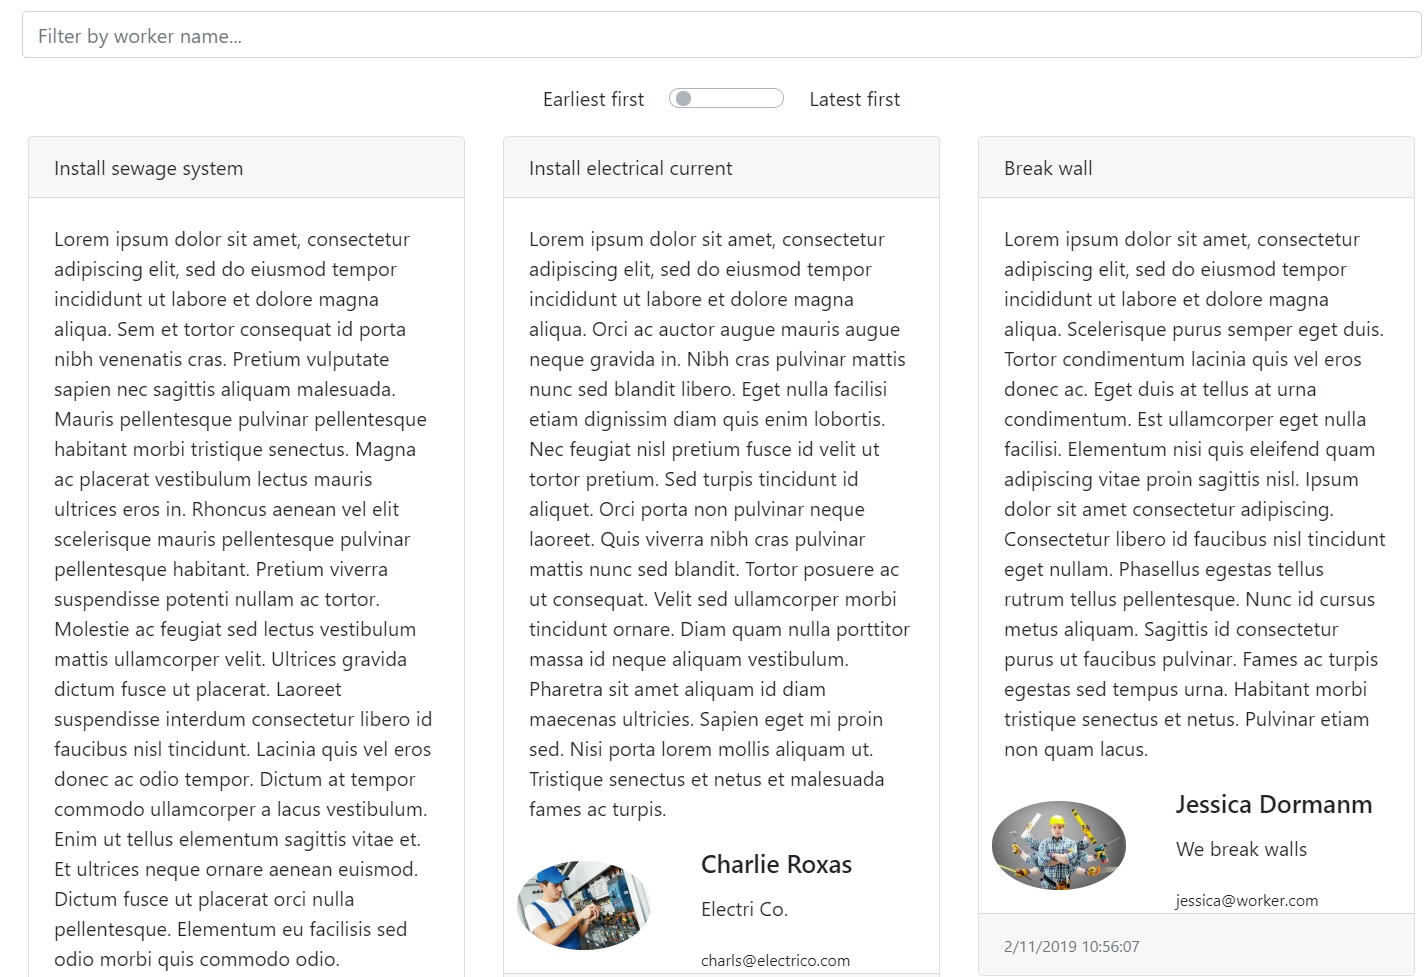 Filter by worker name...
Earliest first
Latest first
Install sewage system
Lorem ipsum dolor sit amet, consectetur
adipiscing elit, sed do eiusmod tempor
incididunt ut labore et dolore magna
aliqua. Sem et tortor consequat id porta
nibh venenatis cras. Pretium vulputate
sapien nec sagittis aliquam malesuada.
Mauris pellentesque pulvinar pellentesque
habitant morbi tristique senectus. Magna
ac placerat vestibulum lectus mauris
ultrices eros in. Rhoncus aenean vel elit
scelerisque mauris pellentesque pulvinar
pellentesque habitant. Pretium viverra
suspendisse potenti nullam ac tortor.
Molestie ac feugiat sed lectus vestibulum
mattis ullamcorper velit. Ultrices gravida
dictum fusce ut placerat. Laoreet
suspendisse interdum consectetur libero id
faucibus nisl tincidunt. Lacinia quis vel eros
donec ac odio tempor. Dictum at tempor
commodo ullamcorper a lacus vestibulum.
Enim ut tellus elementum sagittis vitae et.
Et ultrices neque ornare aenean euismod.
Dictum fusce ut placerat orci nulla
pellentesque. Elementum eu facilisis sed
odio morbi quis commodo odio.
Install electrical current
Lorem ipsum dolor sit amet, consectetur
adipiscing elit, sed do eiusmod tempor
incididunt ut labore et dolore magna
aliqua. Orci ac auctor augue mauris augue
neque gravida in. Nibh cras pulvinar mattis
nunc sed blandit libero. Eget nulla facilisi
etiam dignissim diam quis enim lobortis.
Nec feugiat nisl pretium fusce id velit ut
tortor pretium. Sed turpis tincidunt id
aliquet. Orci porta non pulvinar neque
laoreet. Quis viverra nibh cras pulvinar
mattis nunc sed blandit. Tortor posuere ac
ut consequat. Velit sed ullamcorper morbi
tincidunt ornare. Diam quam nulla porttitor
massa id neque aliquam vestibulum.
Pharetra sit amet aliquam id diam
maecenas ultricies. Sapien eget mi proin
sed. Nisi porta lorem mollis aliquam ut.
Tristique senectus et netus et malesuada
fames ac turpis.
Charlie Roxas
Electri Co.
charls@electrico.com
Break wall
Lorem ipsum dolor sit amet, consectetur
adipiscing elit, sed do eiusmod tempor
incididunt ut labore et dolore magna
aliqua. Scelerisque purus semper eget duis.
Tortor condimentum lacinia quis vel eros
donec ac. Eget duis at tellus at urna
condimentum. Est ullamcorper eget nulla
facilisi. Elementum nisi quis eleifend quam
adipiscing vitae proin sagittis nisl. Ipsum
dolor sit amet consectetur adipiscing.
Consectetur libero id faucibus nisl tincidunt
eget nullam. Phasellus egestas tellus
rutrum tellus pellentesque. Nunc id cursus
metus aliquam. Sagittis id consectetur
purus ut faucibus pulvinar. Fames ac turpis
egestas sed tempus urna. Habitant morbi
tristique senectus et netus. Pulvinar etiam
non quam lacus.
Jessica Dormanm
We break walls
jessica@worker.com
2/11/2019 10:56:07